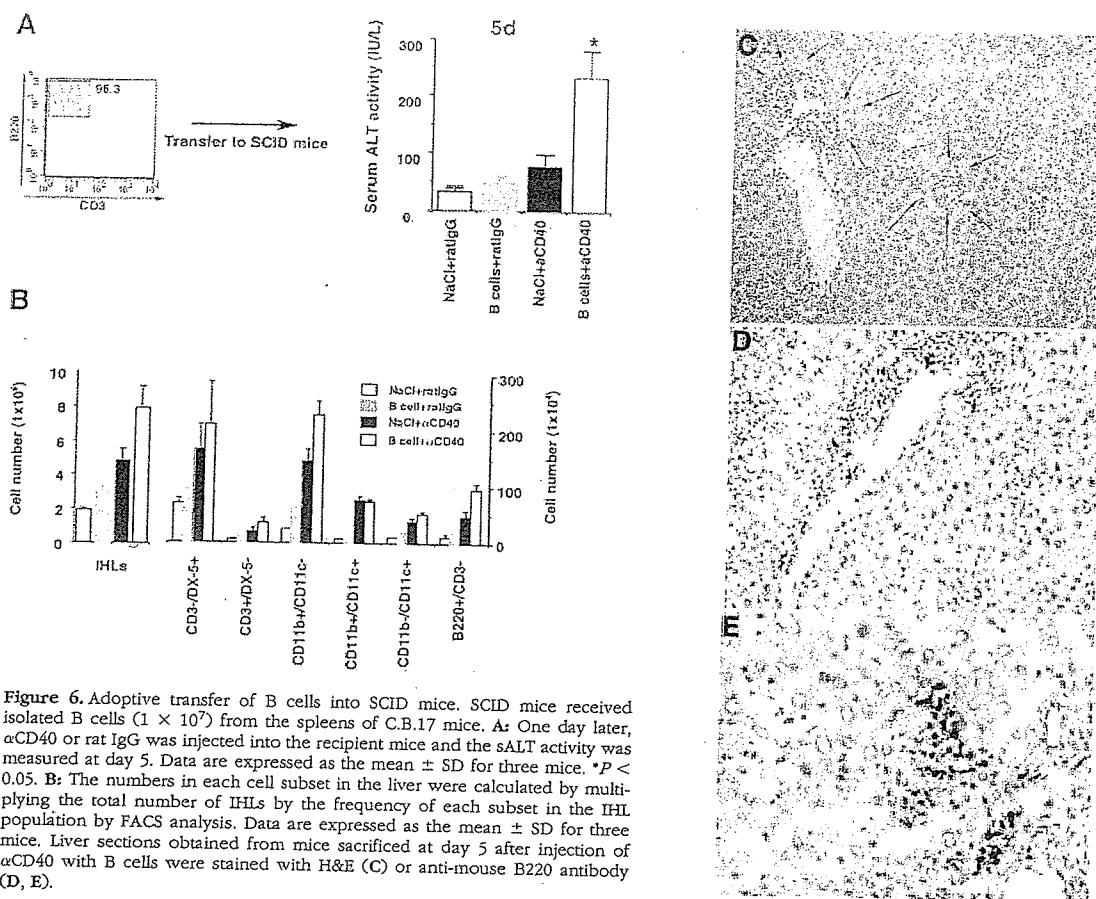 A
B220
96.3
CD3
Transfer to SCID mice
5d
Serum ALT activity (IU/L)
300
200
100
0
*
NaCl+ratIgG
B cells+ratIgG
NaCl+αCD40
B cells+αCD40
B
Cell number
10
8
6
4
2
0
NaCl+ratIgG
B cell+ratIgG
NaCl+αCD40
B cell+αCD40
300
200
100
0
Cell number
IHLs
CD3-/DX-5+
CD3+/DX-5-
CD11b+/CD11c-
CD11b+/CD11c+
CD11b-/CD11c+
B220+/CD3-
C
D
E
Figure 6. Adoptive transfer of B cells into SCID mice. SCID mice received
isolated B cells (1 × 10⁷) from the spleens of C.B.17 mice. A: One day later,
αCD40 or rat IgG was injected into the recipient mice and the sALT activity was
measured at day 5. Data are expressed as the mean ± SD for three mice. *P <
0.05. B: The numbers in each cell subset in the liver were calculated by multi-
plying the total number of IHLs by the frequency of each subset in the IHL
population by FACS analysis. Data are expressed as the mean ± SD for three
mice. Liver sections obtained from mice sacrificed at day 5 after injection of
αCD40 with B cells were stained with H&E (C) or anti-mouse B220 antibody
(D, E).